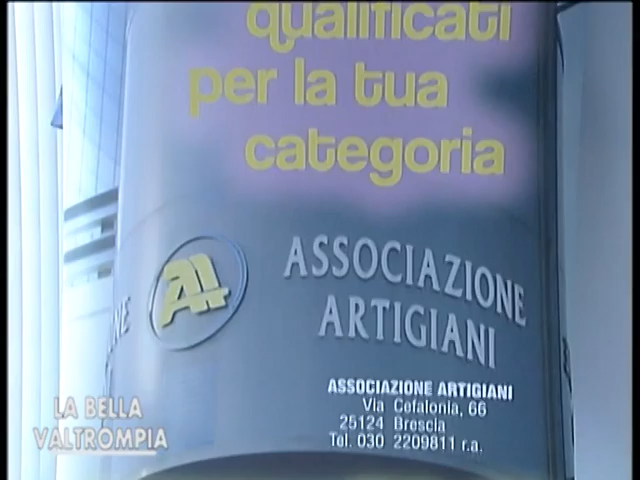 qualificati
per la tua
categoria
ASSOCIAZIONE
ARTIGIANI
ASSOCIAZIONE ARTIGIANI
Via Cefalonia, 66
25124 Brescia
Tel. 030 2209811 r.a.
LA BELLA
VALTROMPIA